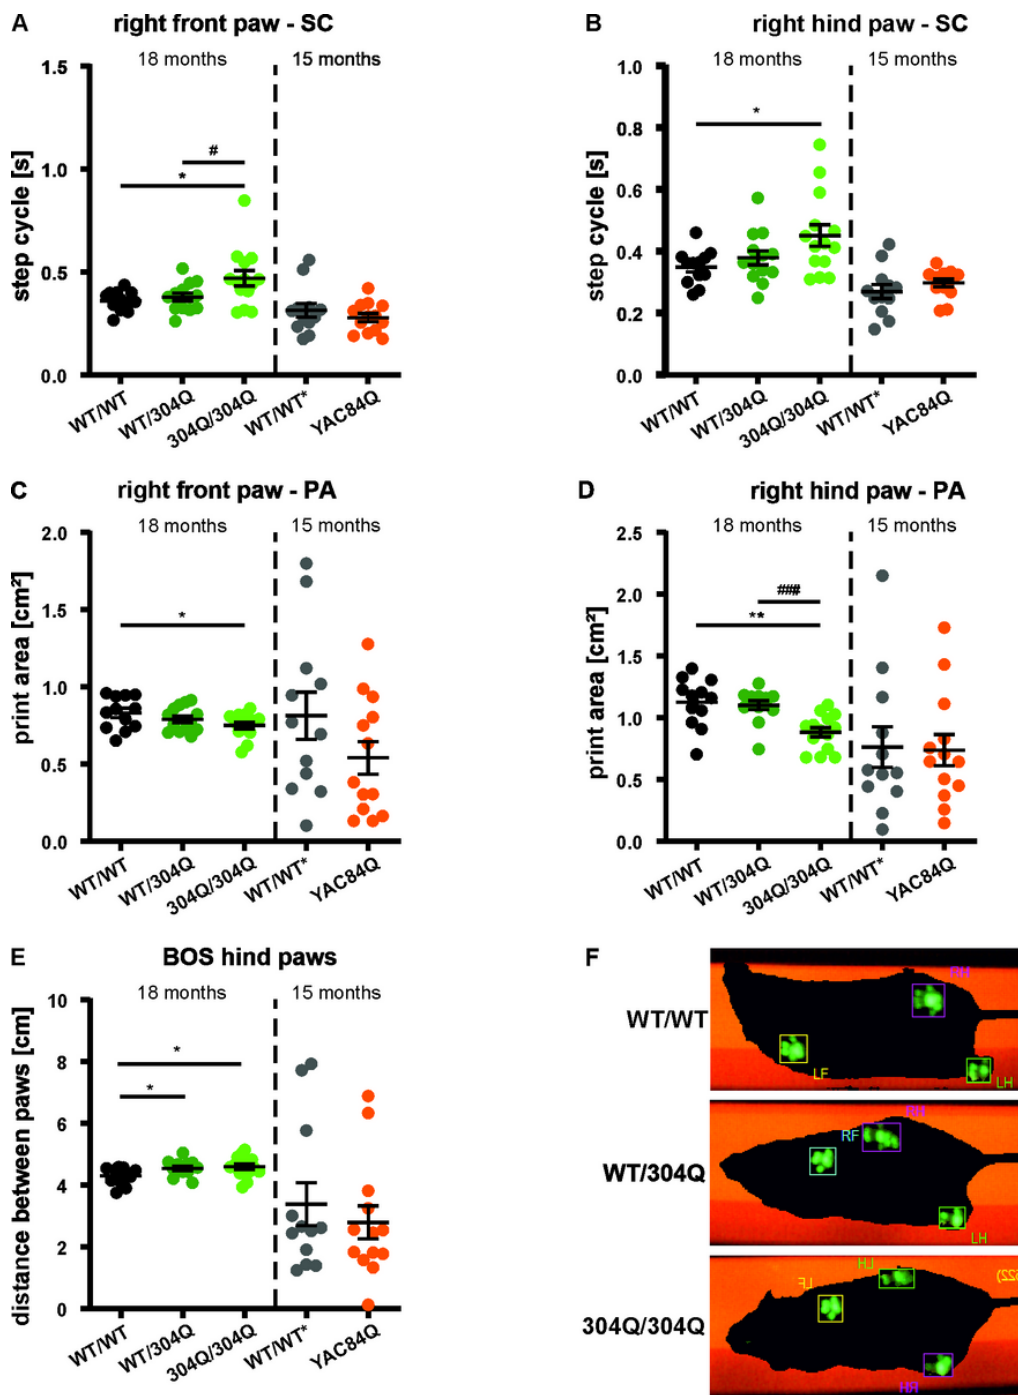 A right front paw - SC
18 months 15 months
step cycle [s]
1.5
1.0
0.5
0.0
#
*
WT/WT WT/304Q 304Q/304Q WT/WT* YAC84Q
B right hind paw - SC
18 months 15 months
step cycle [s]
1.0
0.8
0.6
0.4
0.2
0.0
*
WT/WT WT/304Q 304Q/304Q WT/WT* YAC84Q
C right front paw - PA
18 months 15 months
print area [cm²]
2.0
1.5
1.0
0.5
0.0
*
WT/WT WT/304Q 304Q/304Q WT/WT* YAC84Q
D right hind paw - PA
18 months 15 months
print area [cm²]
2.5
2.0
1.5
1.0
0.5
0.0
###
**
WT/WT WT/304Q 304Q/304Q WT/WT* YAC84Q
E BOS hind paws
18 months 15 months
distance between paws [cm]
10
8
6
4
2
0
*
*
WT/WT WT/304Q 304Q/304Q WT/WT* YAC84Q
F
WT/WT
RH
LF
LH
WT/304Q
RH
RF
LH
304Q/304Q
LH
LF
RH
522)